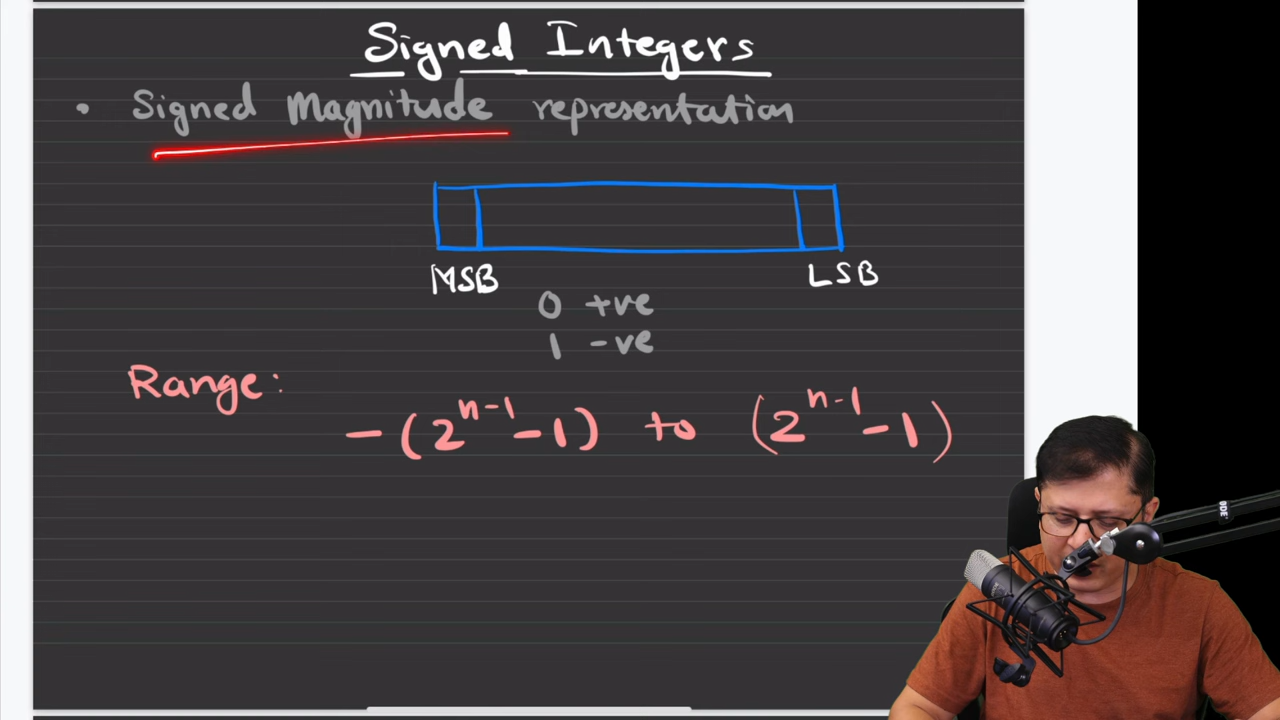 Signed Integers
• Signed Magnitude representation
MSB LSB
0 +ve
1 -ve
Range:
-(2^{n-1}-1) to (2^{n-1}-1)